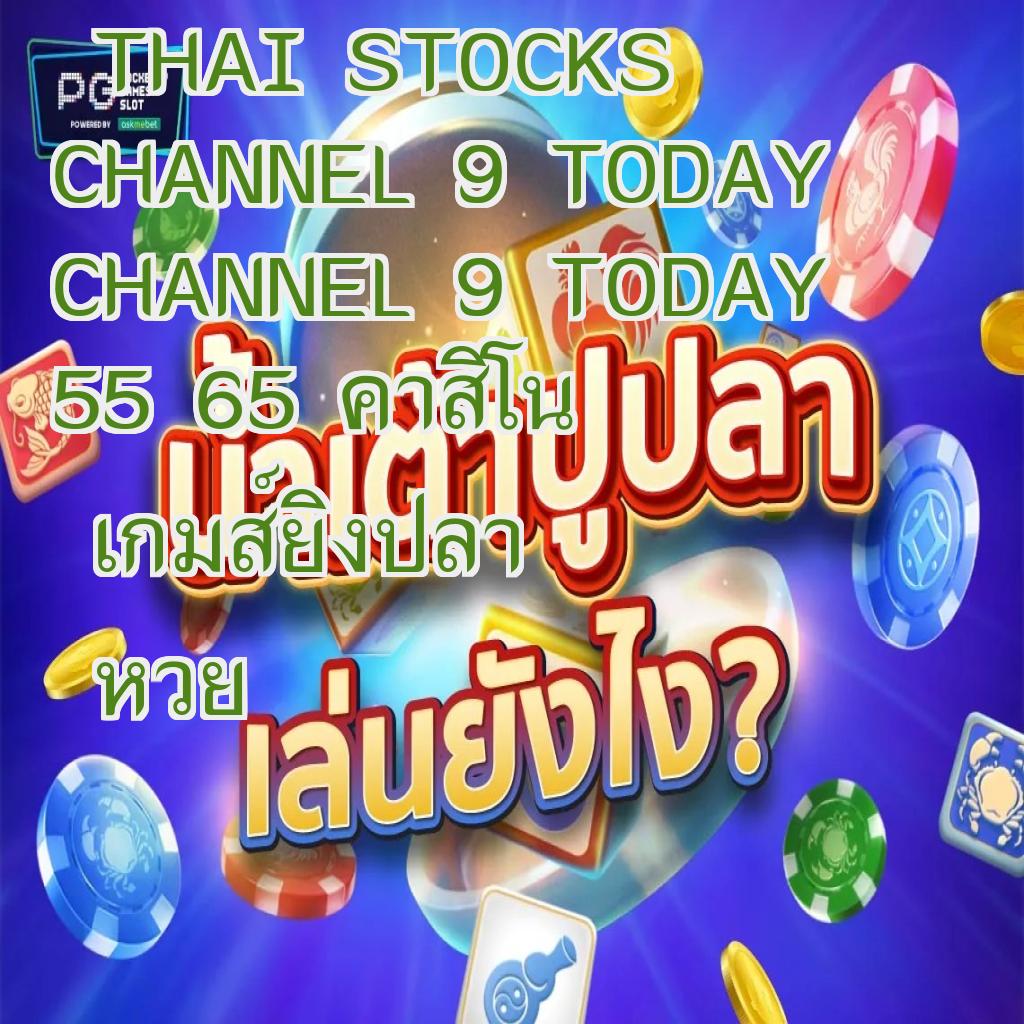 THAI STOCKS
CHANNEL 9 TODAY
CHANNEL 9 TODAY
55 65 คาสิโน
เกมส์ยิงปลา
หวย
PG
GAMES
SLOT
POWERED BY askmebet
น้ำเต้าปูปลา
เล่นยังไง?